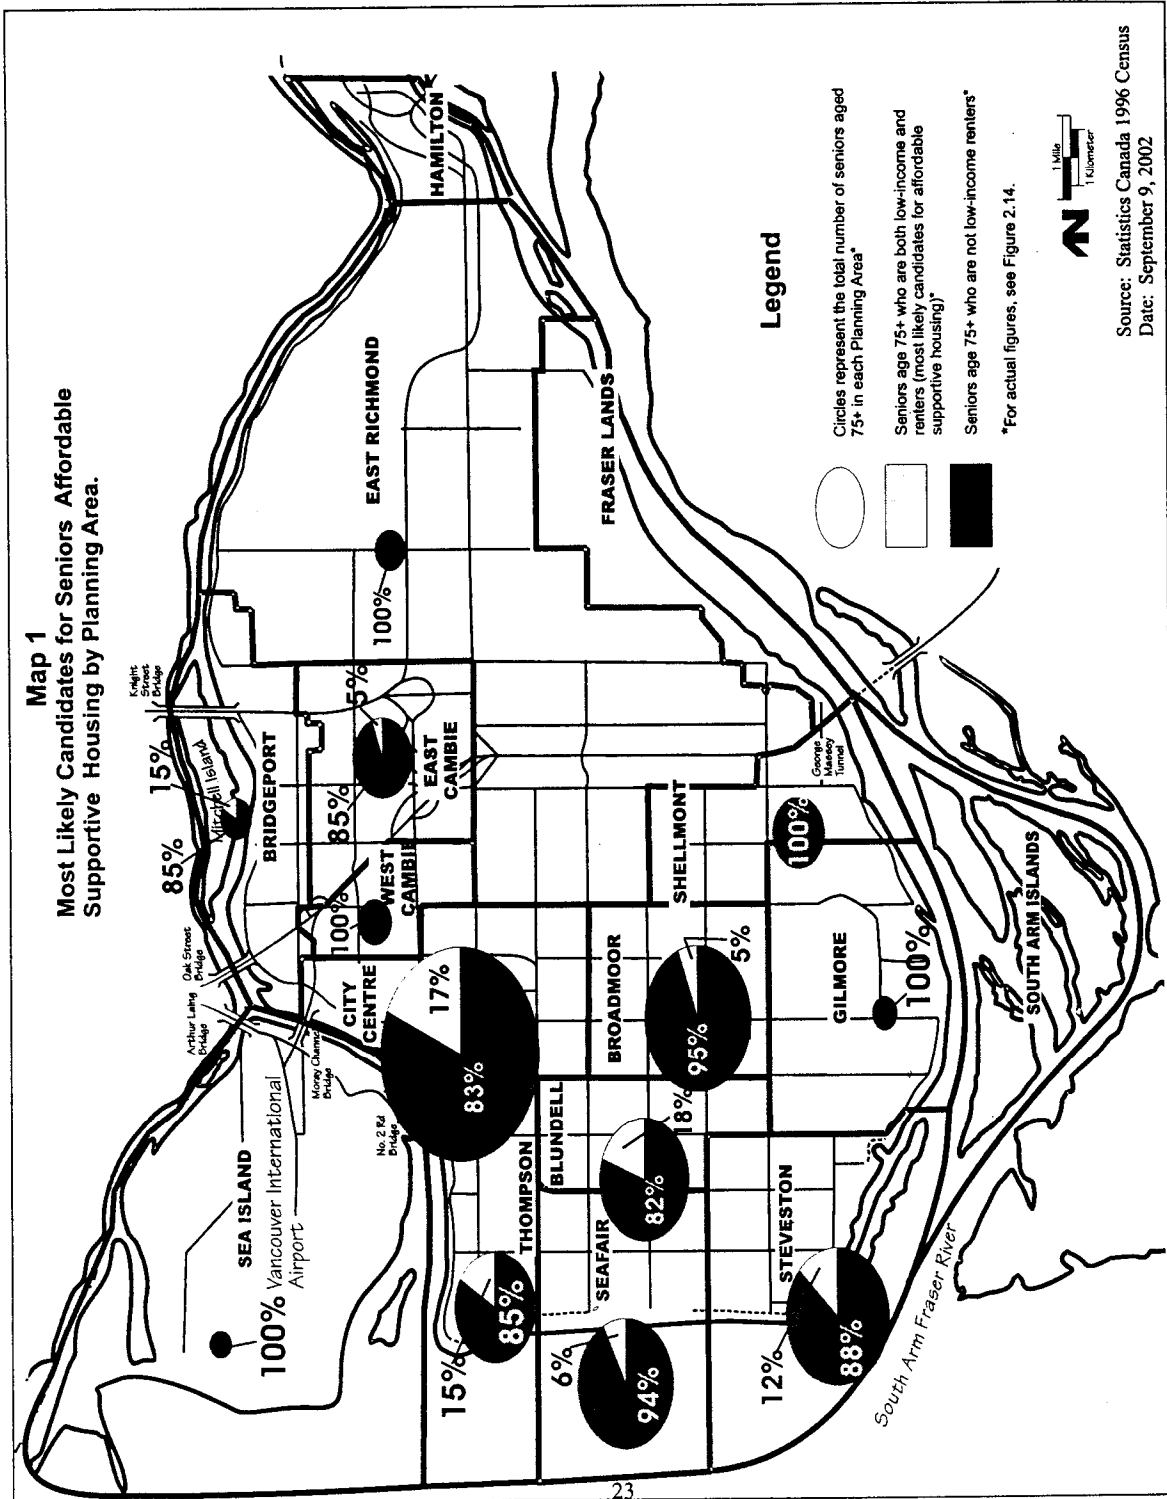 Map 1
Most Likely Candidates for Seniors Affordable
Supportive Housing by Planning Area.
Knight
Street
Bridge
15%
Mitchell Island
85%
Oak Street
Bridge
Arthur Laing
Bridge
Moray Channel
Bridge
No. 2 Rd
Bridge
SEA ISLAND
100%
Vancouver International
Airport
BRIDGEPORT
HAMILTON
EAST RICHMOND
100%
5%
85%
EAST
CAMBIE
WEST
CAMBIE
100%
CITY
CENTRE
17%
83%
THOMPSON
15%
85%
BLUNDELL
18%
82%
SEAFAIR
6%
94%
BROADMOOR
5%
95%
SHELLMONT
100%
FRASER LANDS
GILMORE
100%
STEVESTON
12%
88%
George
Massey
Tunnel
SOUTH ARM ISLANDS
South Arm Fraser River
Legend
Circles represent the total number of seniors aged
75+ in each Planning Area*
Seniors age 75+ who are both low-income and
renters (most likely candidates for affordable
supportive housing)*
Seniors age 75+ who are not low-income renters*
*For actual figures, see Figure 2.14.
N
1 Mile
1 Kilometer
Source: Statistics Canada 1996 Census
Date: September 9, 2002
23